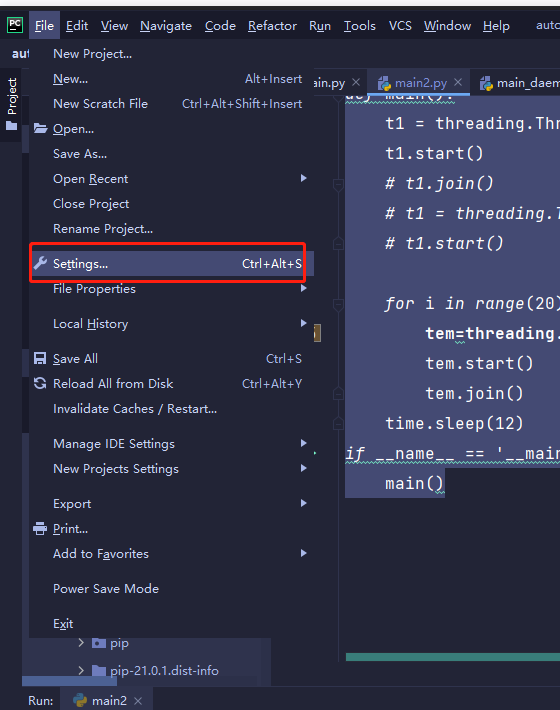 PC File Edit View Navigate Code Refactor Run Tools VCS Window Help auto
aut
Project
New Project...
New... Alt+Insert
New Scratch File Ctrl+Alt+Shift+Insert
Open...
Save As...
Open Recent
Close Project
Rename Project...
Settings... Ctrl+Alt+S
File Properties
Local History
Save All Ctrl+S
Reload All from Disk Ctrl+Alt+Y
Invalidate Caches / Restart...
Manage IDE Settings
New Projects Settings
Export
Print...
Add to Favorites
Power Save Mode
Exit
pip
pip-21.0.1.dist-info
ain.py main2.py main_daem
def main():
t1 = threading.Thr
t1.start()
# t1.join()
# t1 = threading.T
# t1.start()
for i in range(20)
tem=threading.
tem.start()
tem.join()
time.sleep(12)
if __name__ == '__main
main()
Run: main2